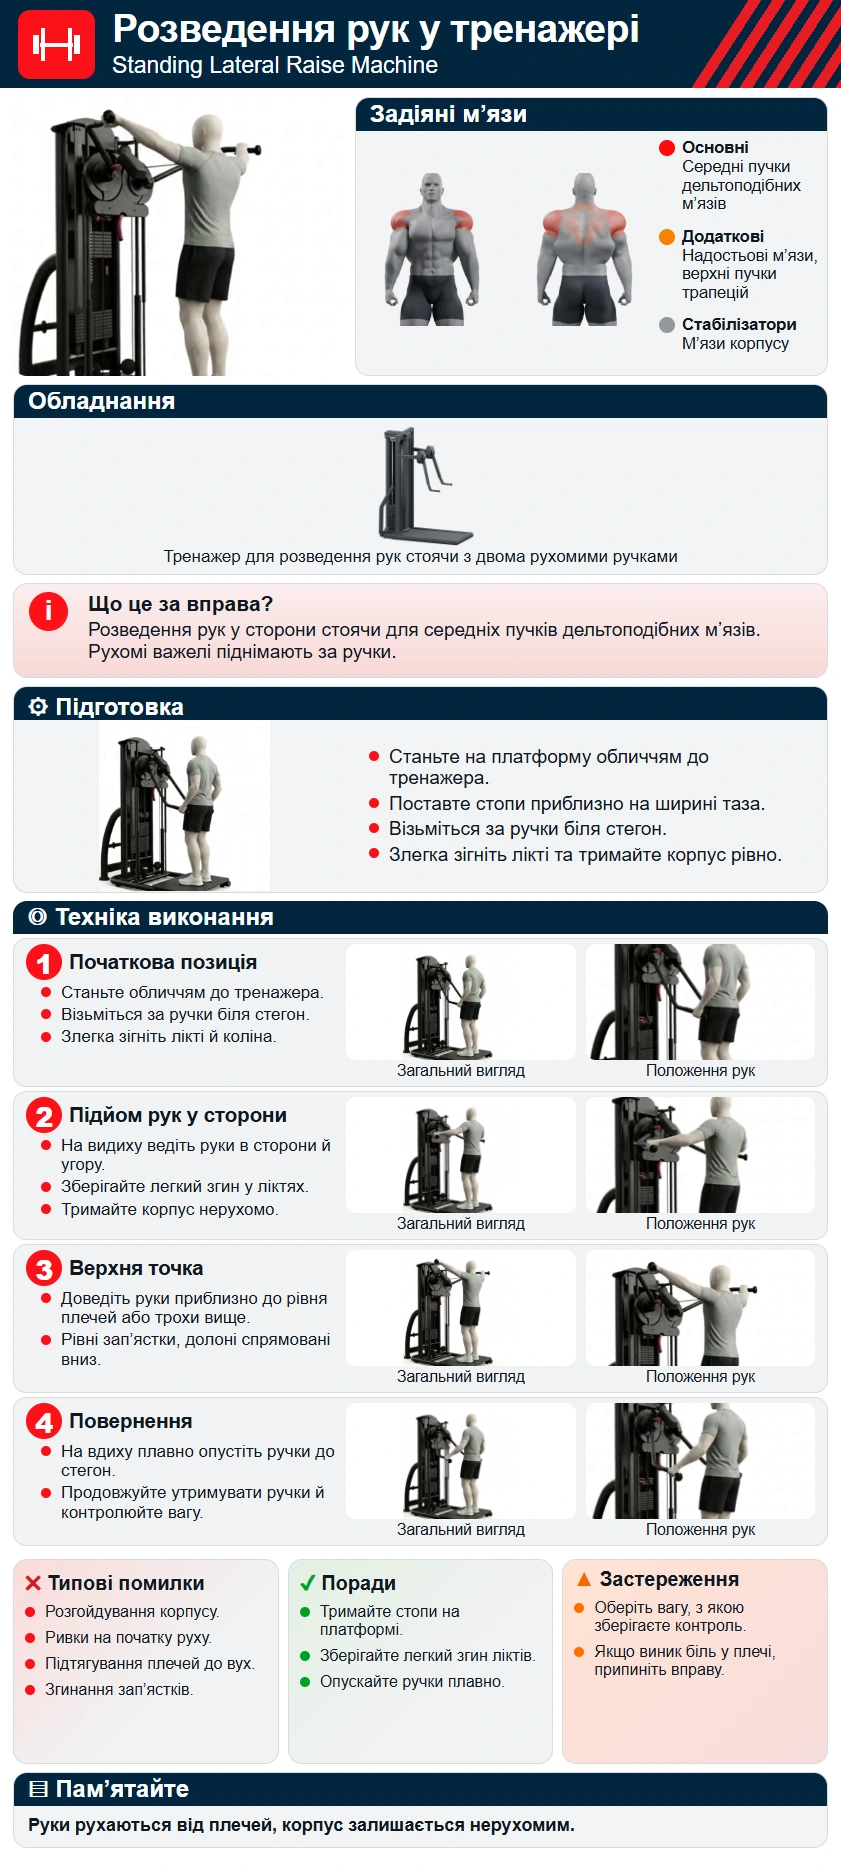 Розведення рук у тренажері
Standing Lateral Raise Machine
Задіяні м’язи
Основні
Середні пучки
дельтоподібних
м’язів
Додаткові
Надостьові м’язи,
верхні пучки
трапецій
Стабілізатори
М’язи корпусу
Обладнання
Тренажер для розведення рук стоячи з двома рухомими ручками
i
Що це за вправа?
Розведення рук у сторони стоячи для середніх пучків дельтоподібних м’язів.
Рухомі важелі піднімають за ручки.
Підготовка
Станьте на платформу обличчям до
тренажера.
Поставте стопи приблизно на ширині таза.
Візьміться за ручки біля стегон.
Злегка зігніть лікті та тримайте корпус рівно.
Техніка виконання
1 Початкова позиція
Станьте обличчям до тренажера.
Візьміться за ручки біля стегон.
Злегка зігніть лікті й коліна.
Загальний вигляд
Положення рук
2 Підйом рук у сторони
На видиху ведіть руки в сторони й
угору.
Зберігайте легкий згин у ліктях.
Тримайте корпус нерухомо.
Загальний вигляд
Положення рук
3 Верхня точка
Доведіть руки приблизно до рівня
плечей або трохи вище.
Рівні зап’ястки, долоні спрямовані
вниз.
Загальний вигляд
Положення рук
4 Повернення
На вдиху плавно опустіть ручки до
стегон.
Продовжуйте утримувати ручки й
контролюйте вагу.
Загальний вигляд
Положення рук
Типові помилки
Розгойдування корпусу.
Ривки на початку руху.
Підтягування плечей до вух.
Згинання зап’ястків.
Поради
Тримайте стопи на
платформі.
Зберігайте легкий згин ліктів.
Опускайте ручки плавно.
Застереження
Оберіть вагу, з якою
зберігаєте контроль.
Якщо виник біль у плечі,
припиніть вправу.
Пам’ятайте
Руки рухаються від плечей, корпус залишається нерухомим.